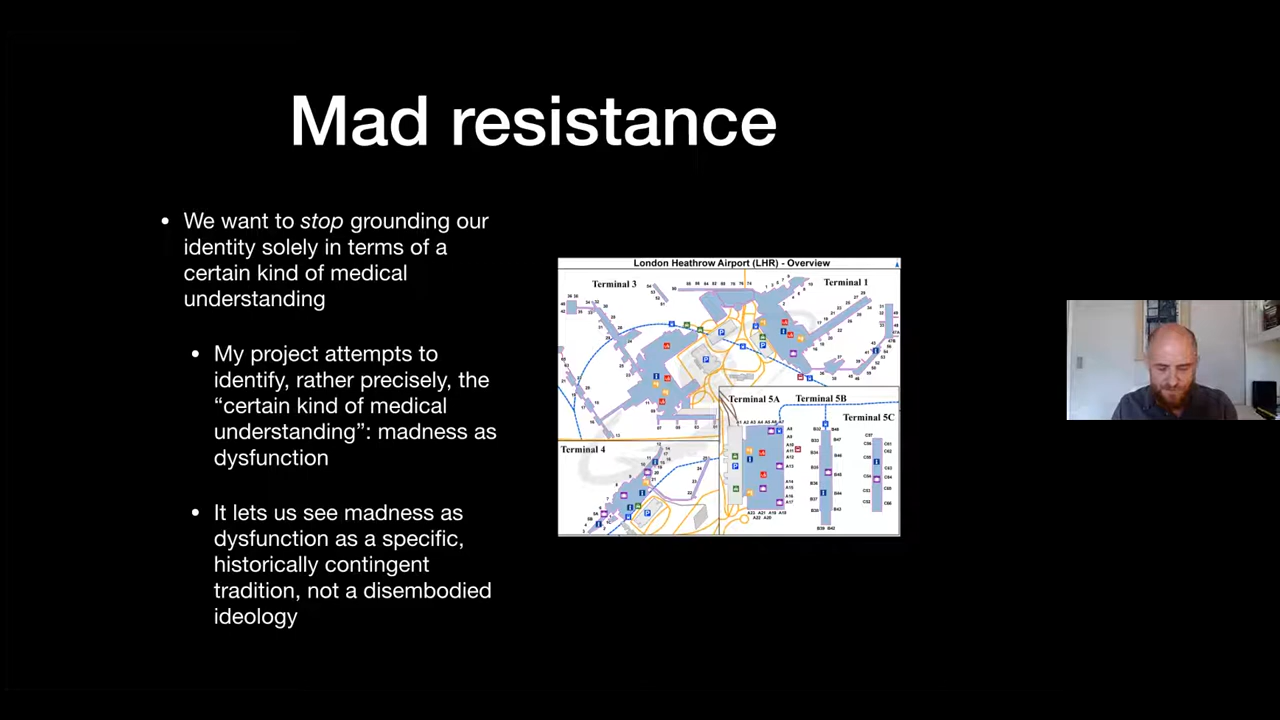 Mad resistance
• We want to stop grounding our
identity solely in terms of a
certain kind of medical
understanding
• My project attempts to
identify, rather precisely, the
“certain kind of medical
understanding”: madness as
dysfunction
• It lets us see madness as
dysfunction as a specific,
historically contingent
tradition, not a disembodied
ideology
London Heathrow Airport (LHR) - Overview
Terminal 3
Terminal 1
Terminal 5A
Terminal 5B
Terminal 5C
Terminal 4